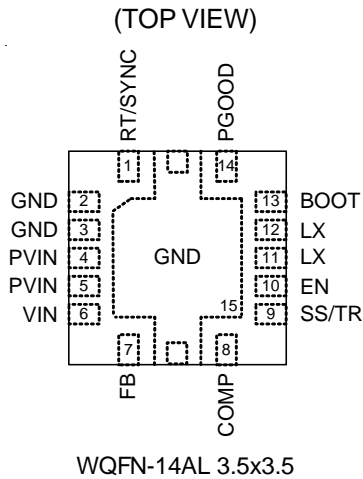 (TOP VIEW)
RT/SYNC
PGOOD
1
14
GND 2
13 BOOT
GND 3
12 LX
PVIN 4
GND
11 LX
PVIN 5
10 EN
VIN 6
15
9 SS/TR
7
8
FB
COMP
WQFN-14AL 3.5x3.5